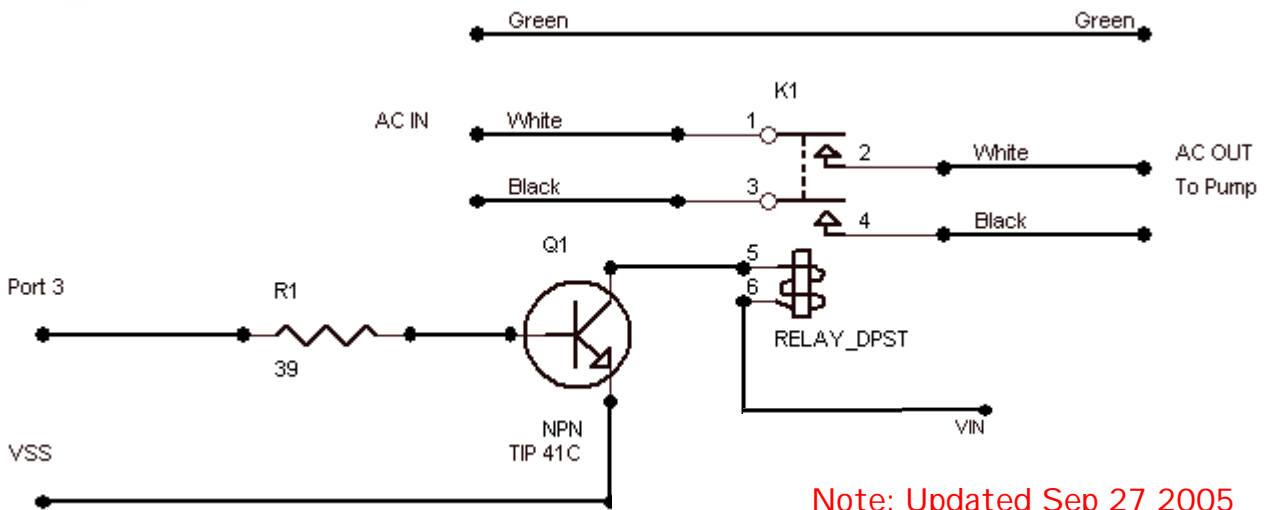 Green
Green
K1
AC IN
White
1
2
White
AC OUT
To Pump
Black
3
4
Black
Q1
5
Port 3
R1
6
RELAY_DPST
39
NPN
TIP 41C
VIN
VSS
Note: Updated Sep 27 2005